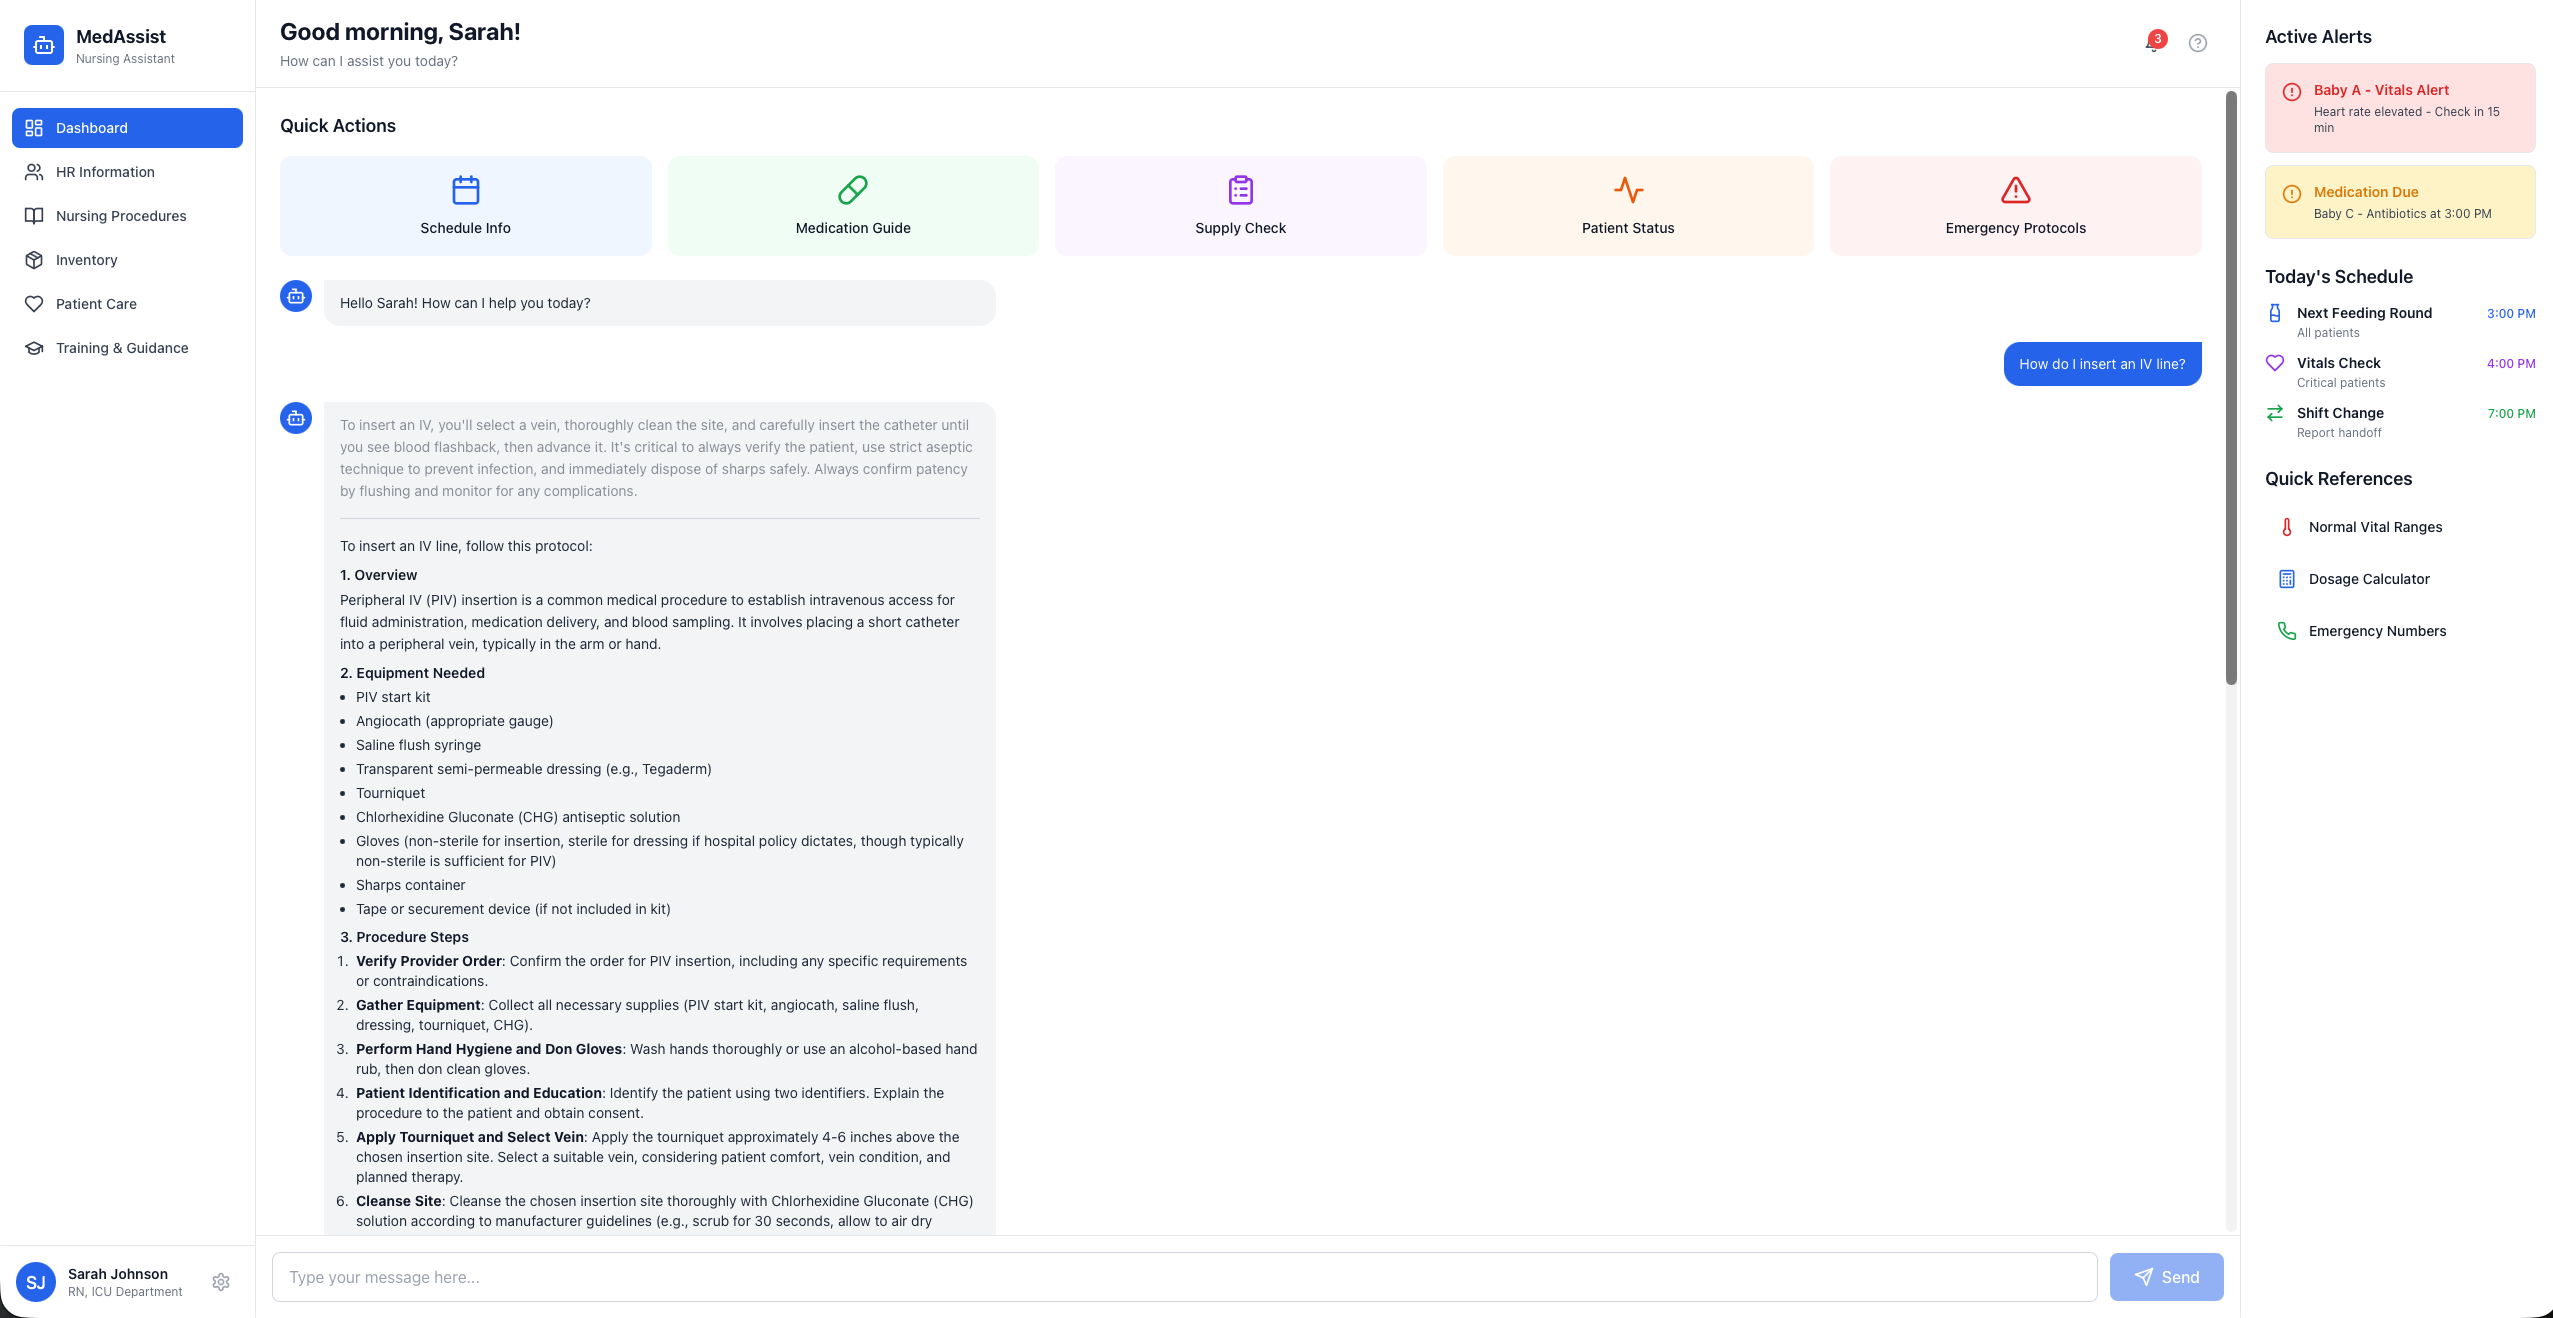 MedAssist
Nursing Assistant
Dashboard
HR Information
Nursing Procedures
Inventory
Patient Care
Training & Guidance
SJ
Sarah Johnson
RN, ICU Department
Good morning, Sarah!
How can I assist you today?
3
Quick Actions
Schedule Info
Medication Guide
Supply Check
Patient Status
Emergency Protocols
Hello Sarah! How can I help you today?
How do I insert an IV line?
To insert an IV, you'll select a vein, thoroughly clean the site, and carefully insert the catheter until
you see blood flashback, then advance it. It's critical to always verify the patient, use strict aseptic
technique to prevent infection, and immediately dispose of sharps safely. Always confirm patency
by flushing and monitor for any complications.
To insert an IV line, follow this protocol:
1. Overview
Peripheral IV (PIV) insertion is a common medical procedure to establish intravenous access for
fluid administration, medication delivery, and blood sampling. It involves placing a short catheter
into a peripheral vein, typically in the arm or hand.
2. Equipment Needed
• PIV start kit
• Angiocath (appropriate gauge)
• Saline flush syringe
• Transparent semi-permeable dressing (e.g., Tegaderm)
• Tourniquet
• Chlorhexidine Gluconate (CHG) antiseptic solution
• Gloves (non-sterile for insertion, sterile for dressing if hospital policy dictates, though typically
non-sterile is sufficient for PIV)
• Sharps container
• Tape or securement device (if not included in kit)
3. Procedure Steps
1. Verify Provider Order: Confirm the order for PIV insertion, including any specific requirements
or contraindications.
2. Gather Equipment: Collect all necessary supplies (PIV start kit, angiocath, saline flush,
dressing, tourniquet, CHG).
3. Perform Hand Hygiene and Don Gloves: Wash hands thoroughly or use an alcohol-based hand
rub, then don clean gloves.
4. Patient Identification and Education: Identify the patient using two identifiers. Explain the
procedure to the patient and obtain consent.
5. Apply Tourniquet and Select Vein: Apply the tourniquet approximately 4-6 inches above the
chosen insertion site. Select a suitable vein, considering patient comfort, vein condition, and
planned therapy.
6. Cleanse Site: Cleanse the chosen insertion site thoroughly with Chlorhexidine Gluconate (CHG)
solution according to manufacturer guidelines (e.g., scrub for 30 seconds, allow to air dry
Type your message here...
Send
Active Alerts
Baby A - Vitals Alert
Heart rate elevated - Check in 15
min
Medication Due
Baby C - Antibiotics at 3:00 PM
Today's Schedule
Next Feeding Round 3:00 PM
All patients
Vitals Check 4:00 PM
Critical patients
Shift Change 7:00 PM
Report handoff
Quick References
Normal Vital Ranges
Dosage Calculator
Emergency Numbers